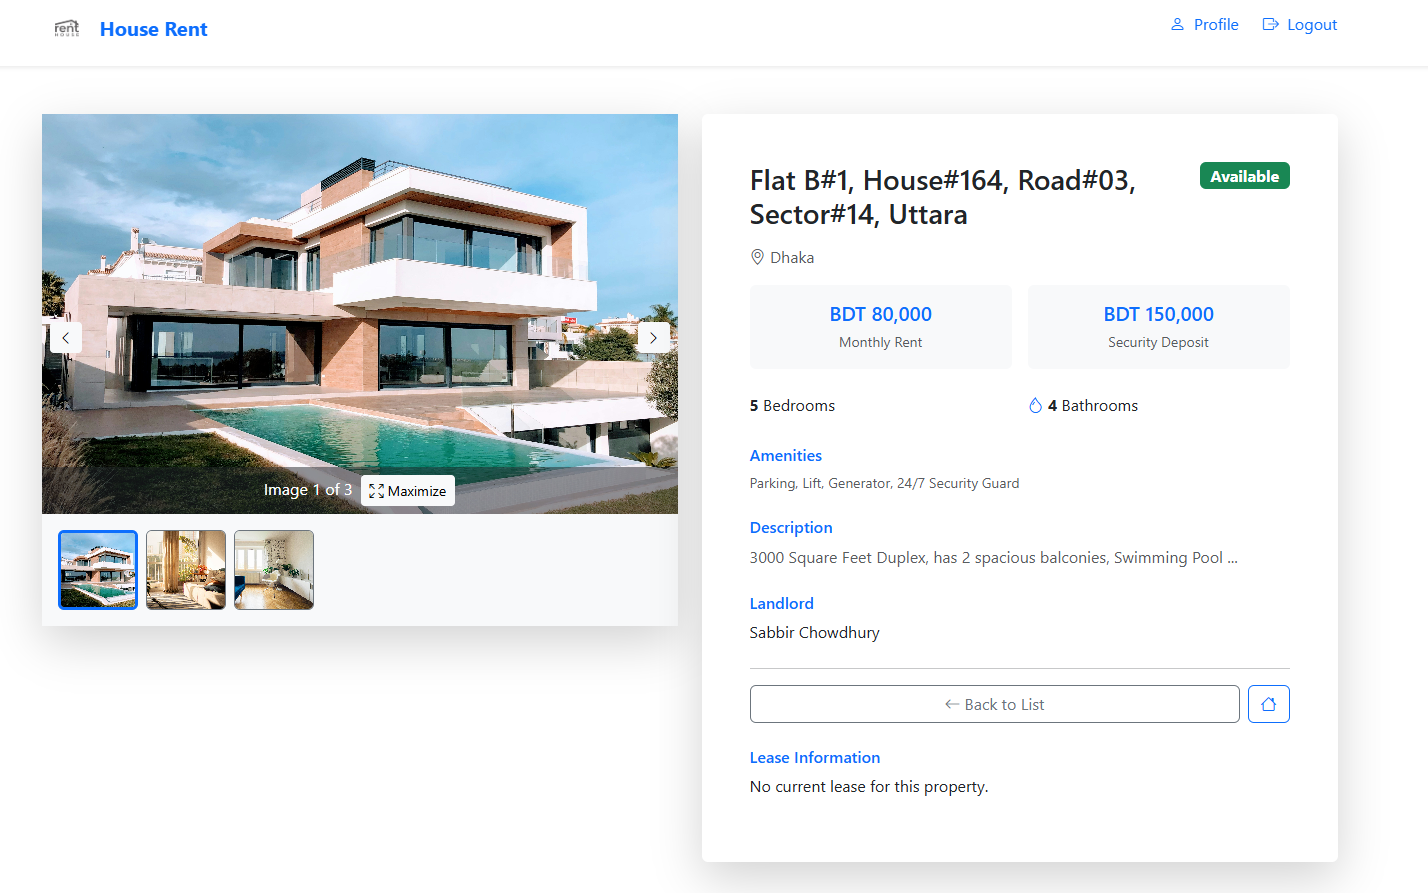 rent
HOUSE
House Rent
Profile
Logout
Flat B#1, House#164, Road#03,
Sector#14, Uttara
Available
Dhaka
BDT 80,000
Monthly Rent
BDT 150,000
Security Deposit
5 Bedrooms
4 Bathrooms
Amenities
Parking, Lift, Generator, 24/7 Security Guard
Description
3000 Square Feet Duplex, has 2 spacious balconies, Swimming Pool ...
Landlord
Sabbir Chowdhury
← Back to List
Lease Information
No current lease for this property.
Image 1 of 3
Maximize